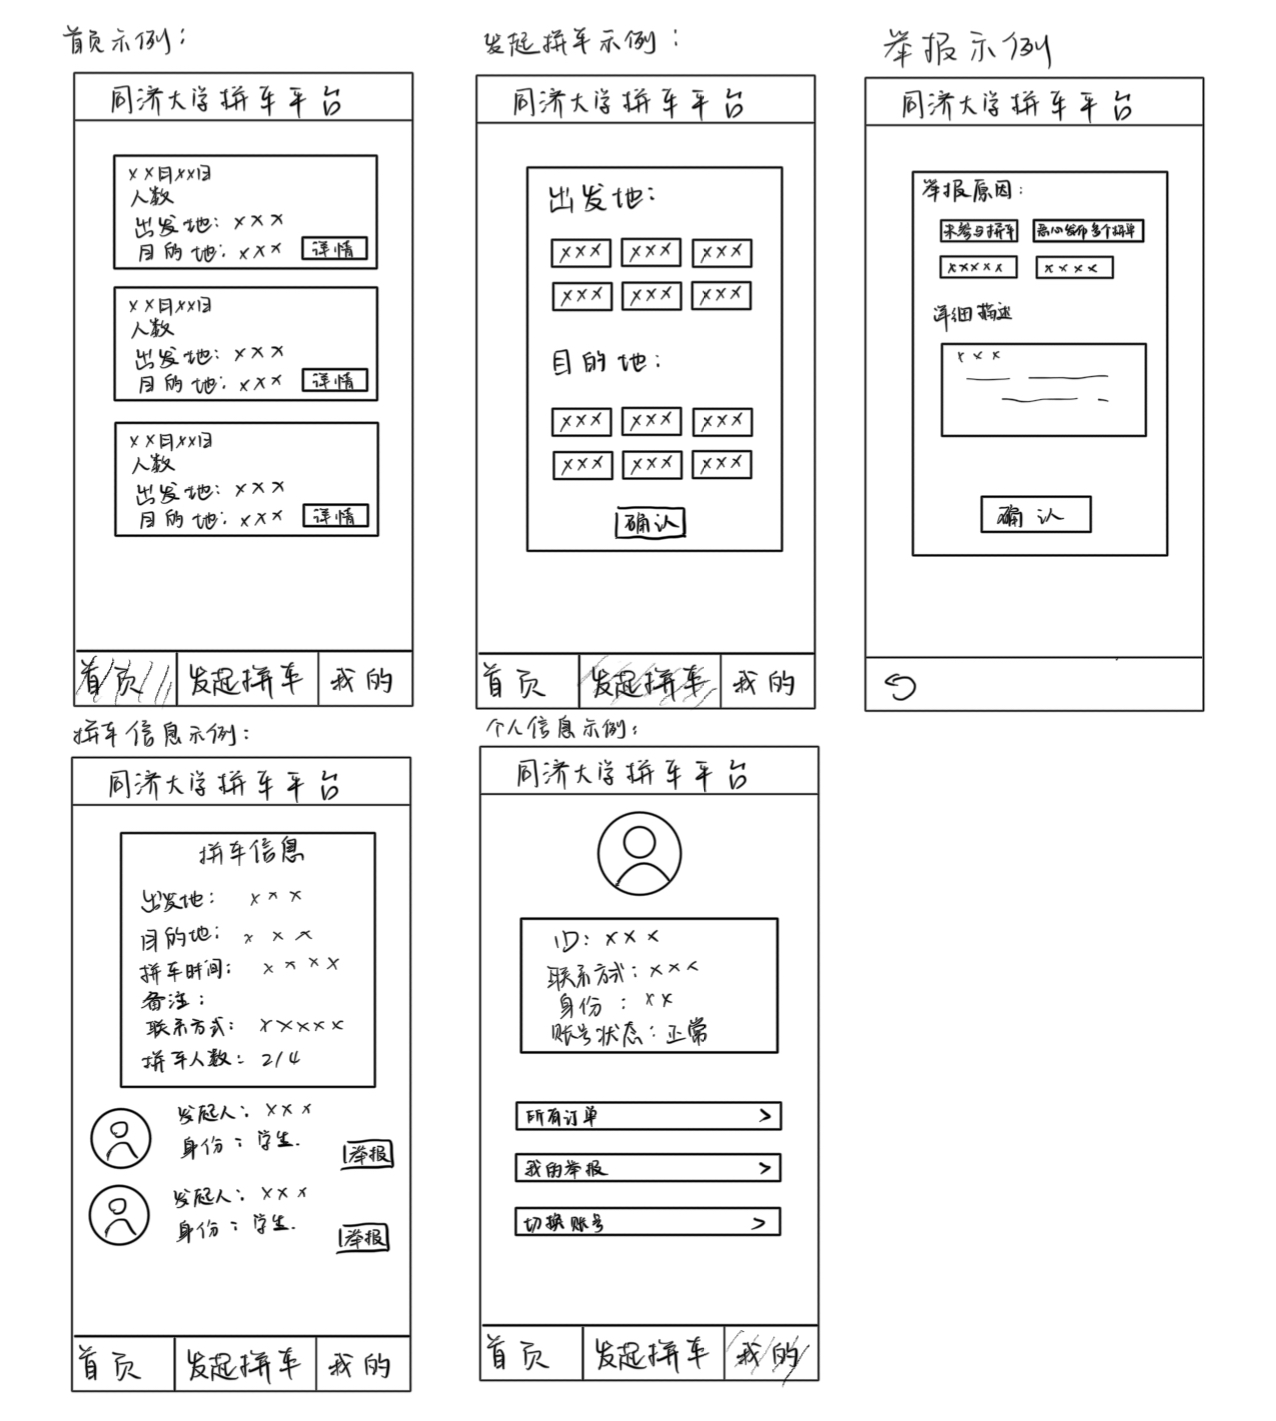 首页示例：
同济大学拼车平台
××月××日
人数
出发地：×××
目的地：×××
详情
××月××日
人数
出发地：×××
目的地：×××
详情
××月××日
人数
出发地：×××
目的地：×××
详情
首页
发起拼车
我的
发起拼车示例：
同济大学拼车平台
出发地：
××× ××× ×××
××× ××× ×××
目的地：
××× ××× ×××
××× ××× ×××
确认
首页
发起拼车
我的
举报示例
同济大学拼车平台
举报原因：
未参与拼车
恶心发布多个拼单
×××××
××××
详细描述
×××
确认
拼车信息示例：
同济大学拼车平台
拼车信息
出发地： ×××
目的地： ×××
拼车时间： ××××
备注：
联系方式： ×××××
拼车人数：2/4
发起人：×××
身份：学生.
举报
发起人：×××
身份：学生.
举报
首页
发起拼车
我的
个人信息示例：
同济大学拼车平台
ID：×××
联系方式：×××
身份：××
账号状态：正常
所有订单 >
我的举报 >
切换账号 >
首页
发起拼车
我的